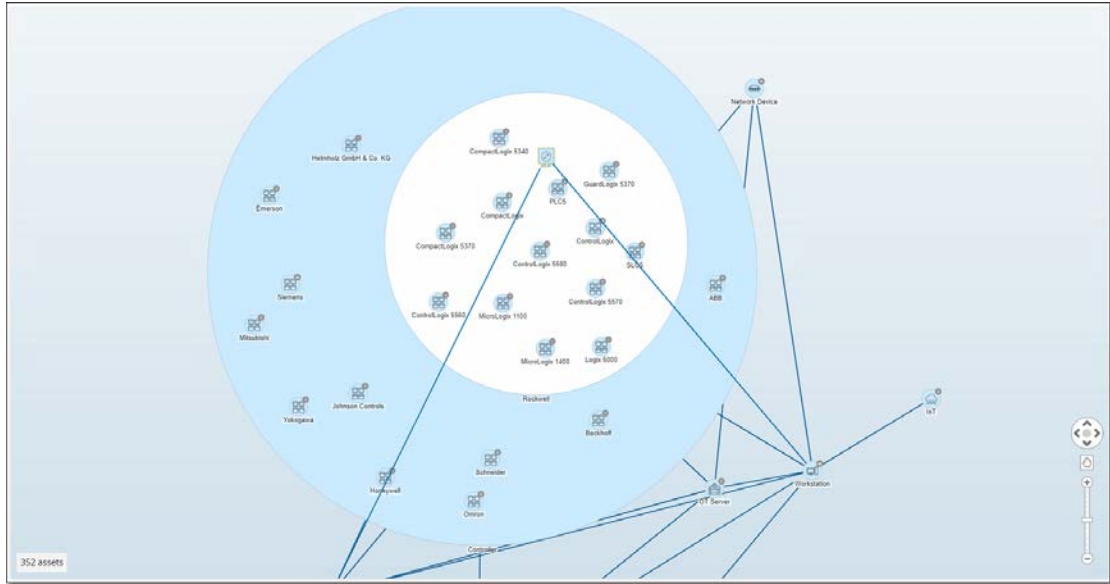 Network Device
CompactLogix 5340
Helmholz GmbH & Co. KG
GuardLogix 5370
PLC5
Emerson
CompactLogix
ControlLogix
CompactLogix 5370
ControlLogix 5580
Siemens
ABB
ControlLogix 5560
MicroLogix 1100
ControlLogix 5570
Mitsubishi
MicroLogix 1400
Logix 5000
Rockwell
Johnson Controls
Yokogawa
IoT
Beckhoff
Schneider
Honeywell
Workstation
OT Server
Omron
Controller
352 assets